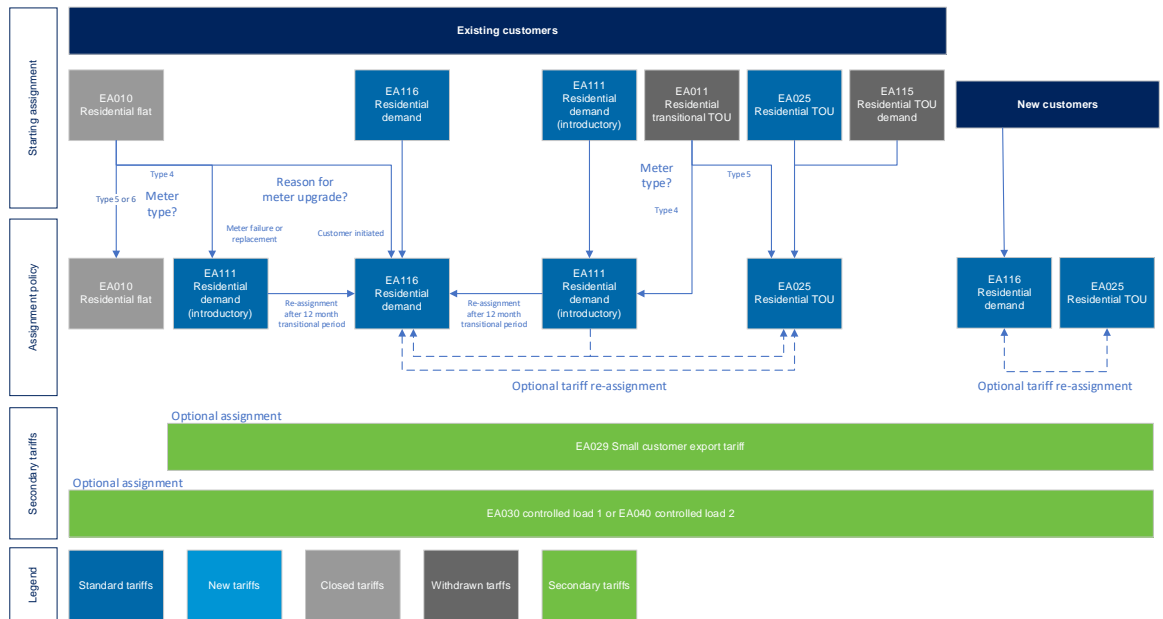 Starting assignment
Existing customers
EA010
Residential flat
EA116
Residential
demand
EA111
Residential
demand
(introductory)
EA011
Residential
transitional TOU
EA025
Residential TOU
EA115
Residential TOU
demand
New customers
Type 4
Type 5 or 6
Meter
type?
Reason for
meter upgrade?
Meter failure or
replacement
Customer initiated
Meter
type?
Type 5
Type 4
Assignment policy
EA010
Residential flat
EA111
Residential
demand
(introductory)
Re-assignment
after 12 month
transitional period
EA116
Residential
demand
Re-assignment
after 12 month
transitional period
EA111
Residential
demand
(introductory)
EA025
Residential TOU
EA116
Residential
demand
EA025
Residential TOU
Optional tariff re-assignment
Optional tariff re-assignment
Secondary tariffs
Optional assignment
EA029 Small customer export tariff
Optional assignment
EA030 controlled load 1 or EA040 controlled load 2
Legend
Standard tariffs
New tariffs
Closed tariffs
Withdrawn tariffs
Secondary tariffs